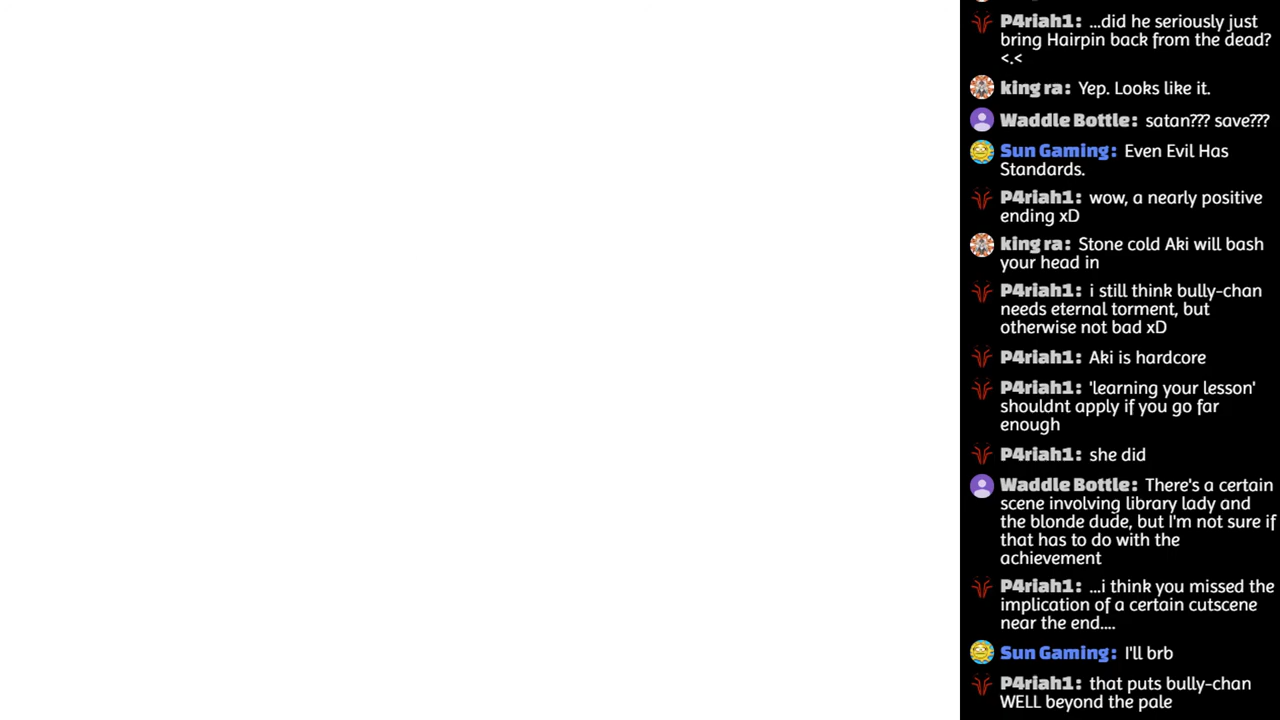 P4riah1: ...did he seriously just
bring Hairpin back from the dead?
<.<
king ra: Yep. Looks like it.
Waddle Bottle: satan??? save???
Sun Gaming: Even Evil Has
Standards.
P4riah1: wow, a nearly positive
ending xD
king ra: Stone cold Aki will bash
your head in
P4riah1: i still think bully-chan
needs eternal torment, but
otherwise not bad xD
P4riah1: Aki is hardcore
P4riah1: 'learning your lesson'
shouldnt apply if you go far
enough
P4riah1: she did
Waddle Bottle: There's a certain
scene involving library lady and
the blonde dude, but I'm not sure if
that has to do with the
achievement
P4riah1: ...i think you missed the
implication of a certain cutscene
near the end....
Sun Gaming: I'll brb
P4riah1: that puts bully-chan
WELL beyond the pale